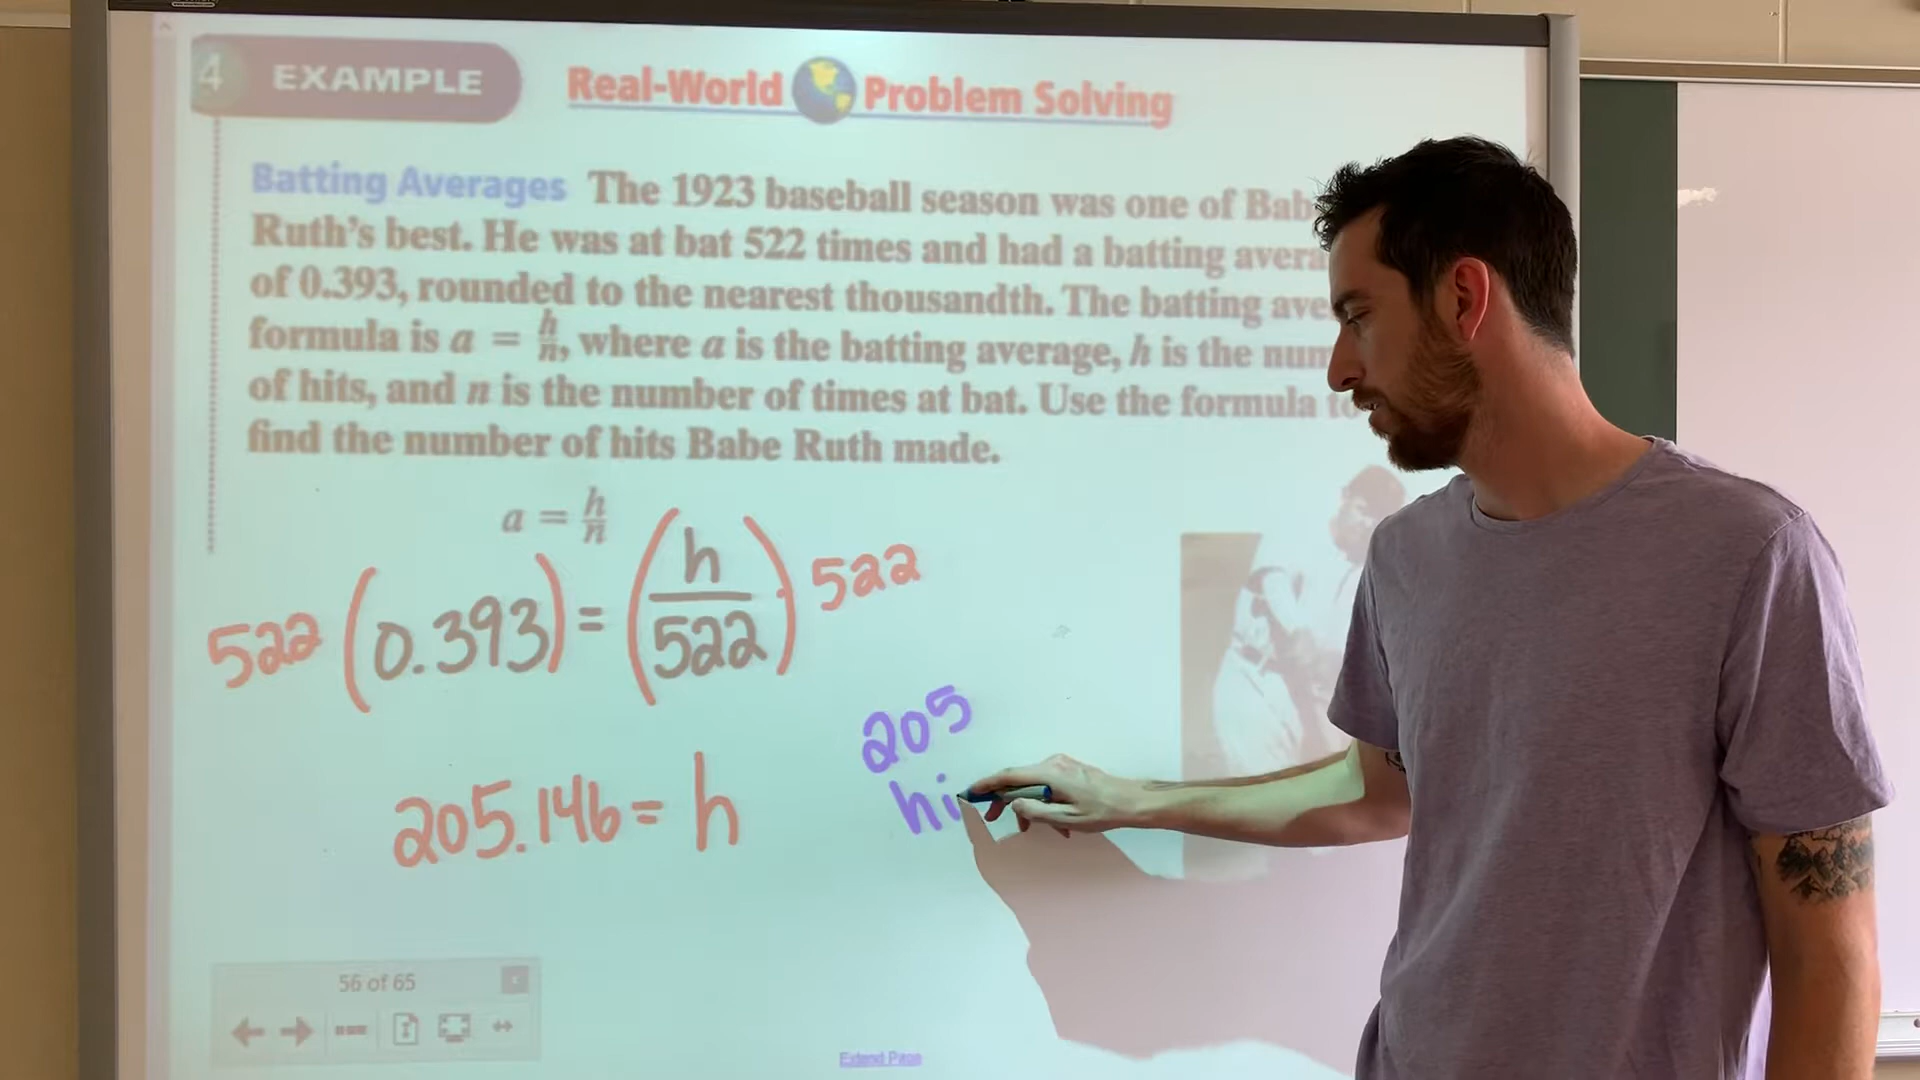 4 EXAMPLE Real-World Problem Solving
Batting Averages The 1923 baseball season was one of Bab
Ruth's best. He was at bat 522 times and had a batting avera
of 0.393, rounded to the nearest thousandth. The batting ave
formula is a = h/n, where a is the batting average, h is the num
of hits, and n is the number of times at bat. Use the formula to
find the number of hits Babe Ruth made.
a = h/n
522 (0.393) = (h/522) · 522
205.146 = h
205
hi
56 of 65
Extend Page